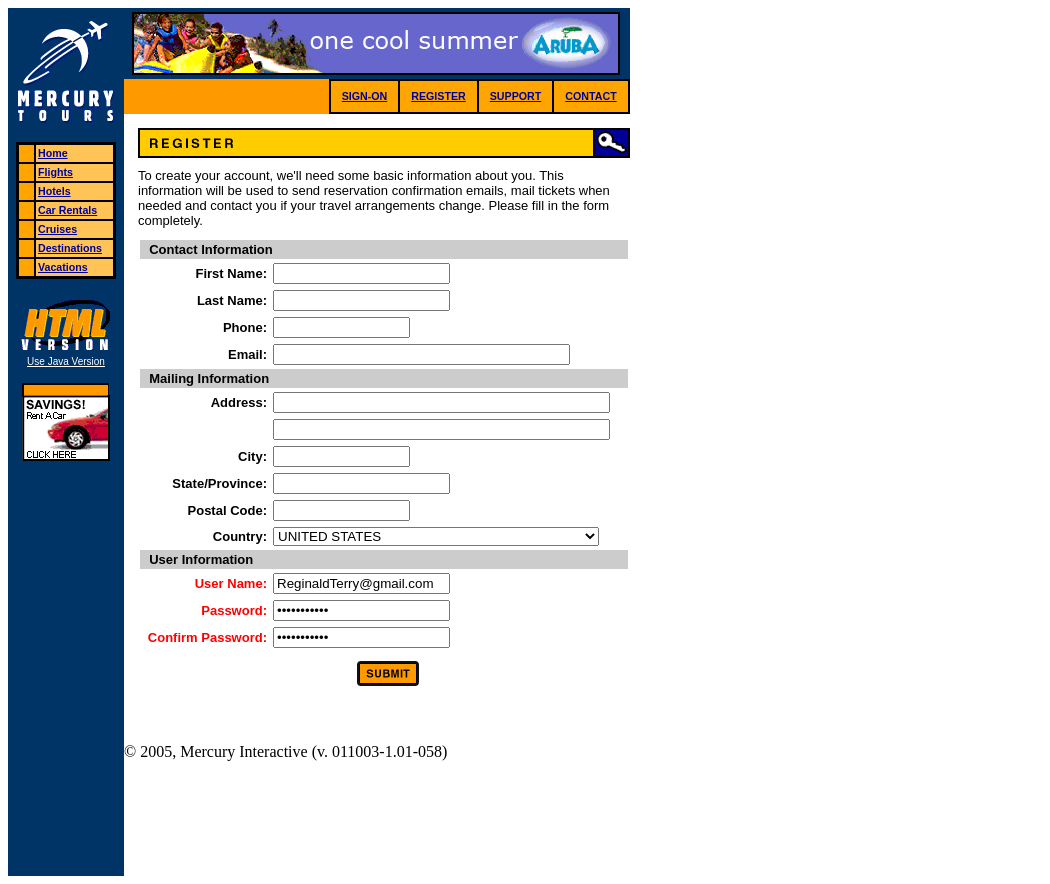 one cool summer
ARUBA
MERCURY
TOURS
SIGN-ON REGISTER SUPPORT CONTACT
Home
Flights
Hotels
Car Rentals
Cruises
Destinations
Vacations
HTML
VERSION
Use Java Version
SAVINGS!
Rent A Car
CLICK HERE
REGISTER
To create your account, we'll need some basic information about you. This
information will be used to send reservation confirmation emails, mail tickets when
needed and contact you if your travel arrangements change. Please fill in the form
completely.
Contact Information
First Name:
Last Name:
Phone:
Email:
Mailing Information
Address:
City:
State/Province:
Postal Code:
Country: UNITED STATES
User Information
User Name: ReginaldTerry@gmail.com
Password: •••••••••••
Confirm Password: •••••••••••
SUBMIT
© 2005, Mercury Interactive (v. 011003-1.01-058)